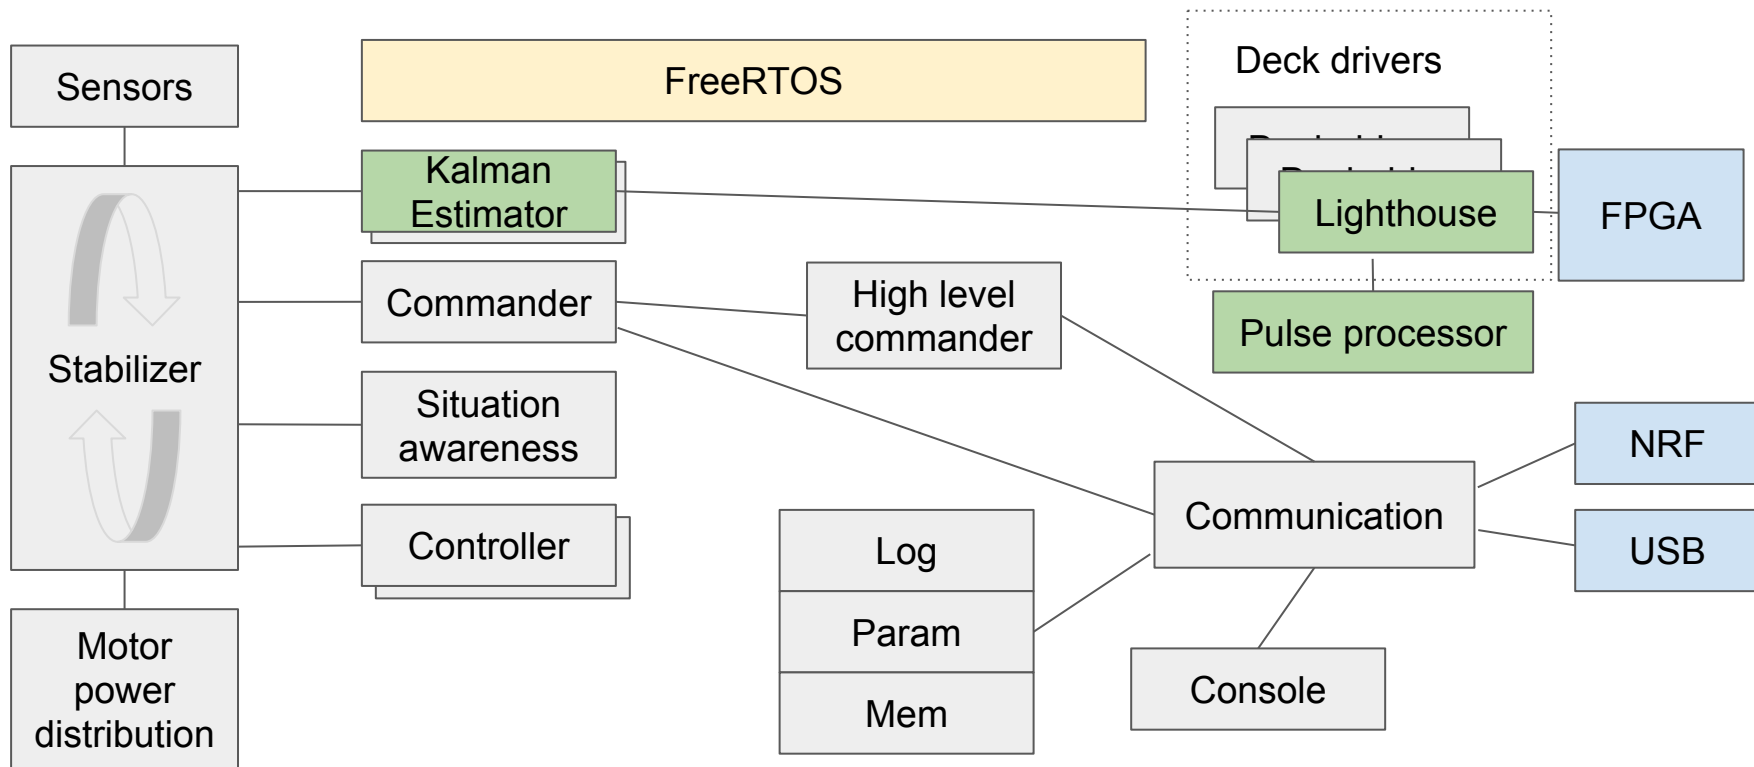 Sensors
FreeRTOS
Deck drivers
Kalman
Estimator
Lighthouse
FPGA
Commander
High level
commander
Pulse processor
Stabilizer
Situation
awareness
NRF
Communication
Controller
Log
USB
Param
Motor
power
distribution
Mem
Console